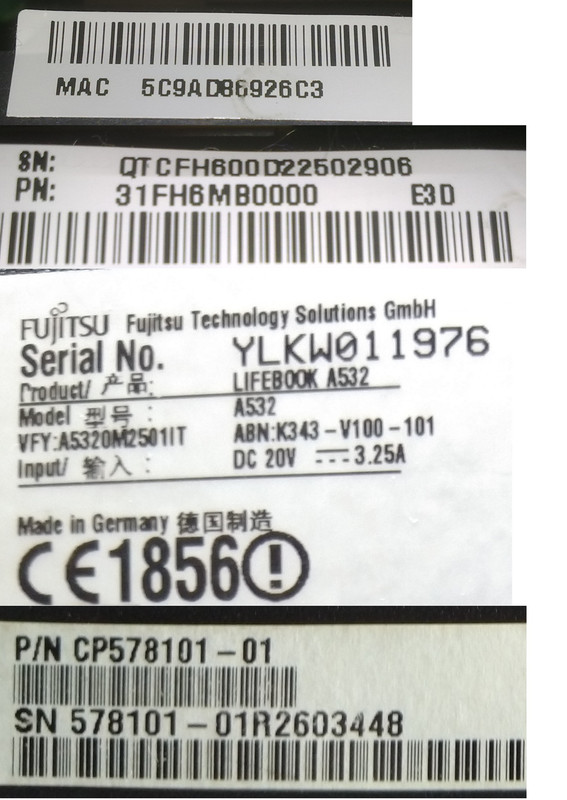 MAC 5C9AD86926C3
SN: QTCFH600D22502906
PN: 31FH6MB0000 E3D
FUJITSU Fujitsu Technology Solutions GmbH
Serial No. YLKW011976
Product/ 产品: LIFEBOOK A532
Model 型号: A532
VFY:A5320M2501IT ABN:K343-V100-101
Input/ 输入: DC 20V 3.25A
Made in Germany 德国制造
CE1856!
P/N CP578101-01
SN 578101-01R2603448